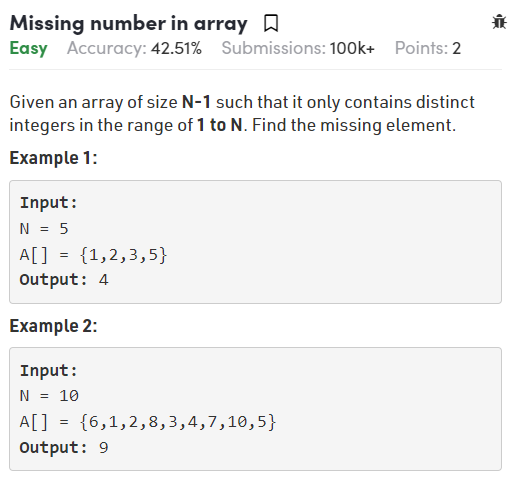 Missing number in array
Easy Accuracy: 42.51% Submissions: 100k+ Points: 2
Given an array of size N-1 such that it only contains distinct
integers in the range of 1 to N. Find the missing element.
Example 1:
Input:
N = 5
A[] = {1,2,3,5}
Output: 4
Example 2:
Input:
N = 10
A[] = {6,1,2,8,3,4,7,10,5}
Output: 9